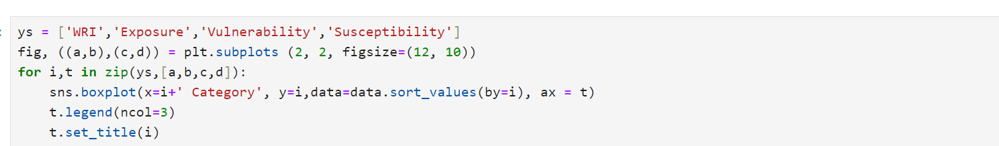 ys = ['WRI','Exposure','Vulnerability','Susceptibility']
fig, ((a,b),(c,d)) = plt.subplots (2, 2, figsize=(12, 10))
for i,t in zip(ys,[a,b,c,d]):
    sns.boxplot(x=i+' Category', y=i,data=data.sort_values(by=i), ax = t)
    t.legend(ncol=3)
    t.set_title(i)